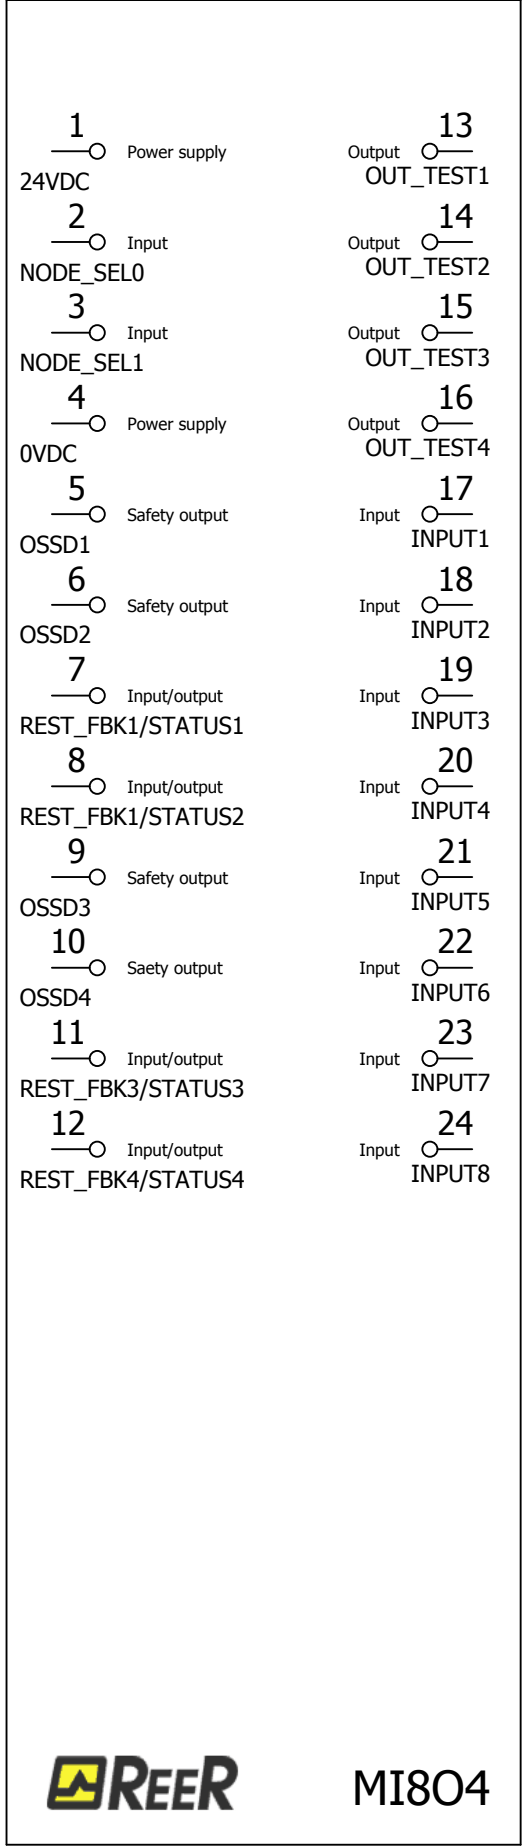 1 13
Power supply Output
24VDC OUT_TEST1
2 14
Input Output
NODE_SEL0 OUT_TEST2
3 15
Input Output
NODE_SEL1 OUT_TEST3
4 16
Power supply Output
0VDC OUT_TEST4
5 17
Safety output Input
OSSD1 INPUT1
6 18
Safety output Input
OSSD2 INPUT2
7 19
Input/output Input
REST_FBK1/STATUS1 INPUT3
8 20
Input/output Input
REST_FBK1/STATUS2 INPUT4
9 21
Safety output Input
OSSD3 INPUT5
10 22
Saety output Input
OSSD4 INPUT6
11 23
Input/output Input
REST_FBK3/STATUS3 INPUT7
12 24
Input/output Input
REST_FBK4/STATUS4 INPUT8
REER MI8O4